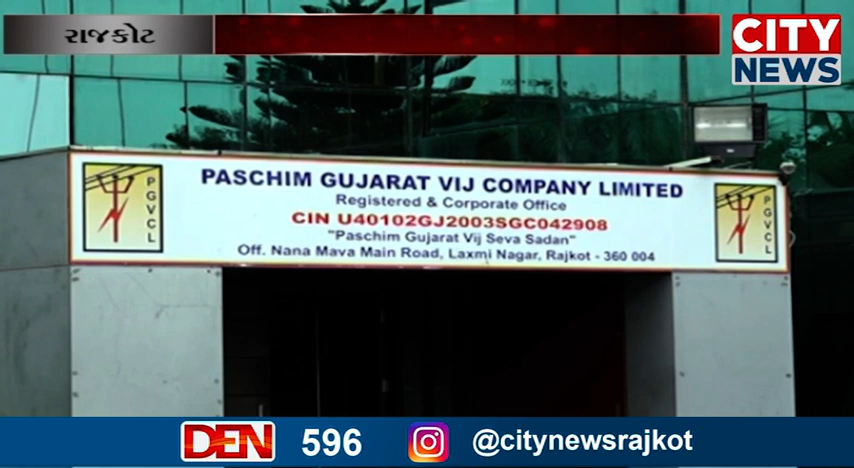 રાજકોટ
CITY
NEWS
PASCHIM GUJARAT VIJ COMPANY LIMITED
Registered & Corporate Office
CIN U40102GJ2003SGC042908
"Paschim Gujarat Vij Seva Sadan"
Off. Nana Mava Main Road, Laxmi Nagar, Rajkot - 360 004
PGVCL
PGVCL
DEN 596 @citynewsrajkot